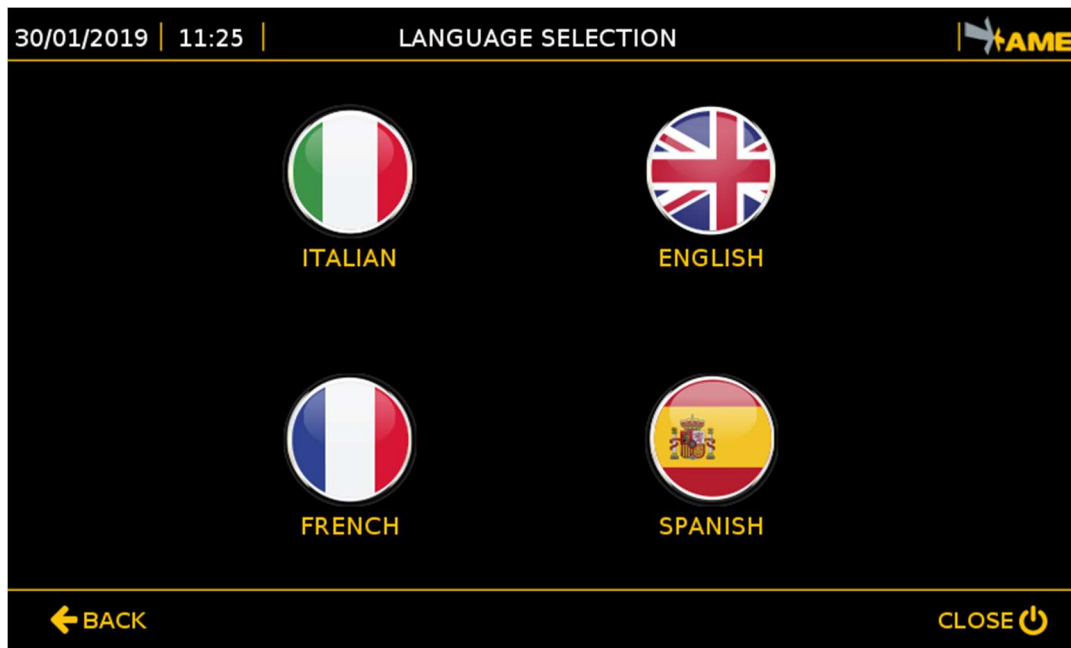 30/01/2019 11:25 LANGUAGE SELECTION AME
ITALIAN ENGLISH
FRENCH SPANISH
BACK CLOSE